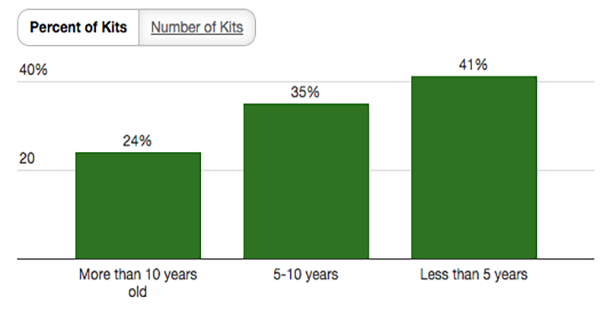 Percent of Kits Number of Kits
40%
41%
35%
24%
20
More than 10 years
old
5-10 years
Less than 5 years